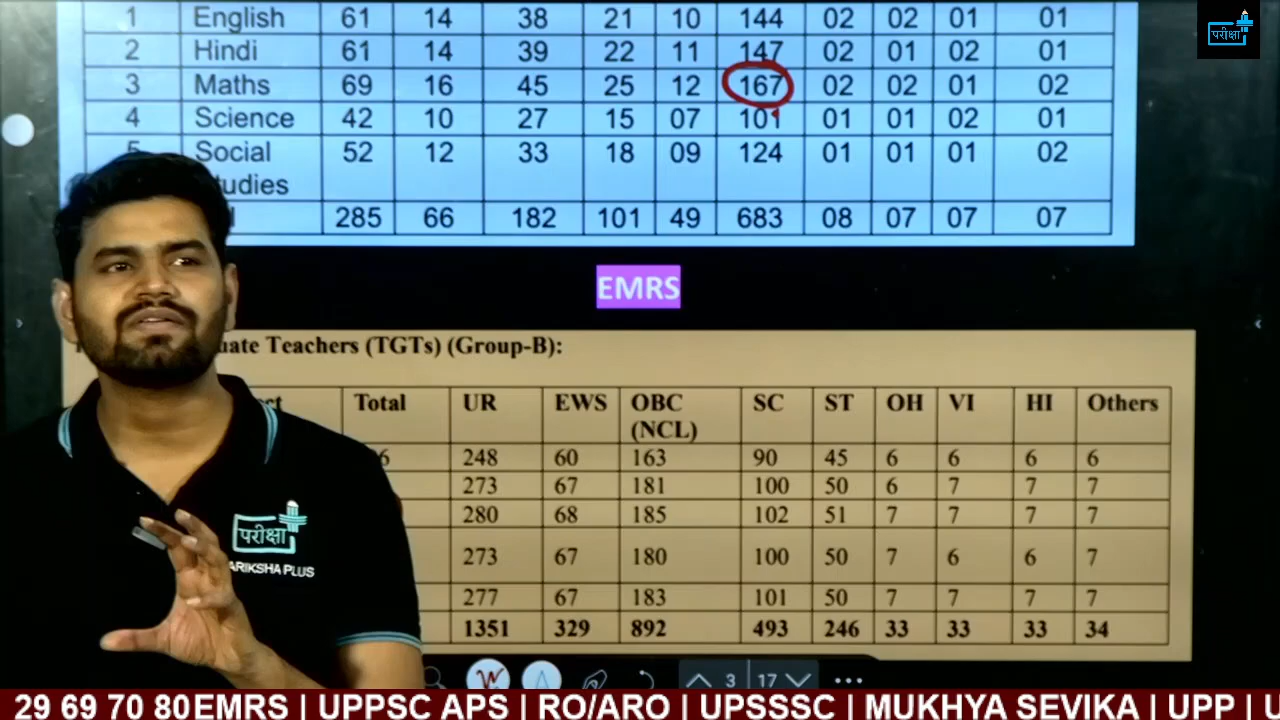 1 English 61 14 38 21 10 144 02 02 01 01
परीक्षा
2 Hindi 61 14 39 22 11 147 02 01 02 01
3 Maths 69 16 45 25 12 167 02 02 01 02
4 Science 42 10 27 15 07 101 01 01 02 01
Social 52 12 33 18 09 124 01 01 01 02
285 66 182 101 49 683 08 07 07 07
EMRS
Teachers (TGTs) (Group-B):
Total UR EWS OBC SC ST OH VI HI Others
(NCL)
248 60 163 90 45 6 6 6 6
273 67 181 100 50 6 7 7 7
280 68 185 102 51 7 7 7 7
273 67 180 100 50 7 6 6 7
277 67 183 101 50 7 7 7 7
1351 329 892 493 246 33 33 33 34
परीक्षा
PLUS
3 17
29 69 70 80EMRS | UPPSC APS | RO/ARO | UPSSSC | MUKHYA SEVIKA | UPP |